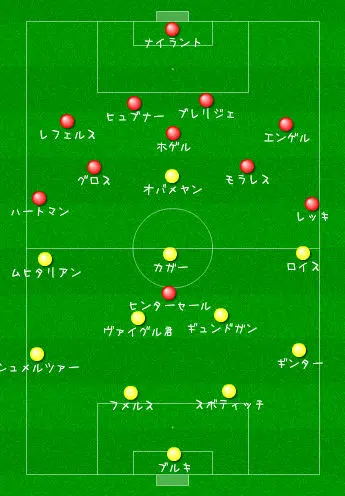 ナイラント
ヒュブナー
ブレリジェ
レフェルス
エンゲル
ホゲル
グロス
オバメヤン
モラレス
ハートマン
レッキ
ムヒタリアン
カガー
ロイス
ヒンターセール
ヴァイグル君
ギュンドガン
シュメルツァー
ギンター
フメルス
スボティッチ
ブルキ